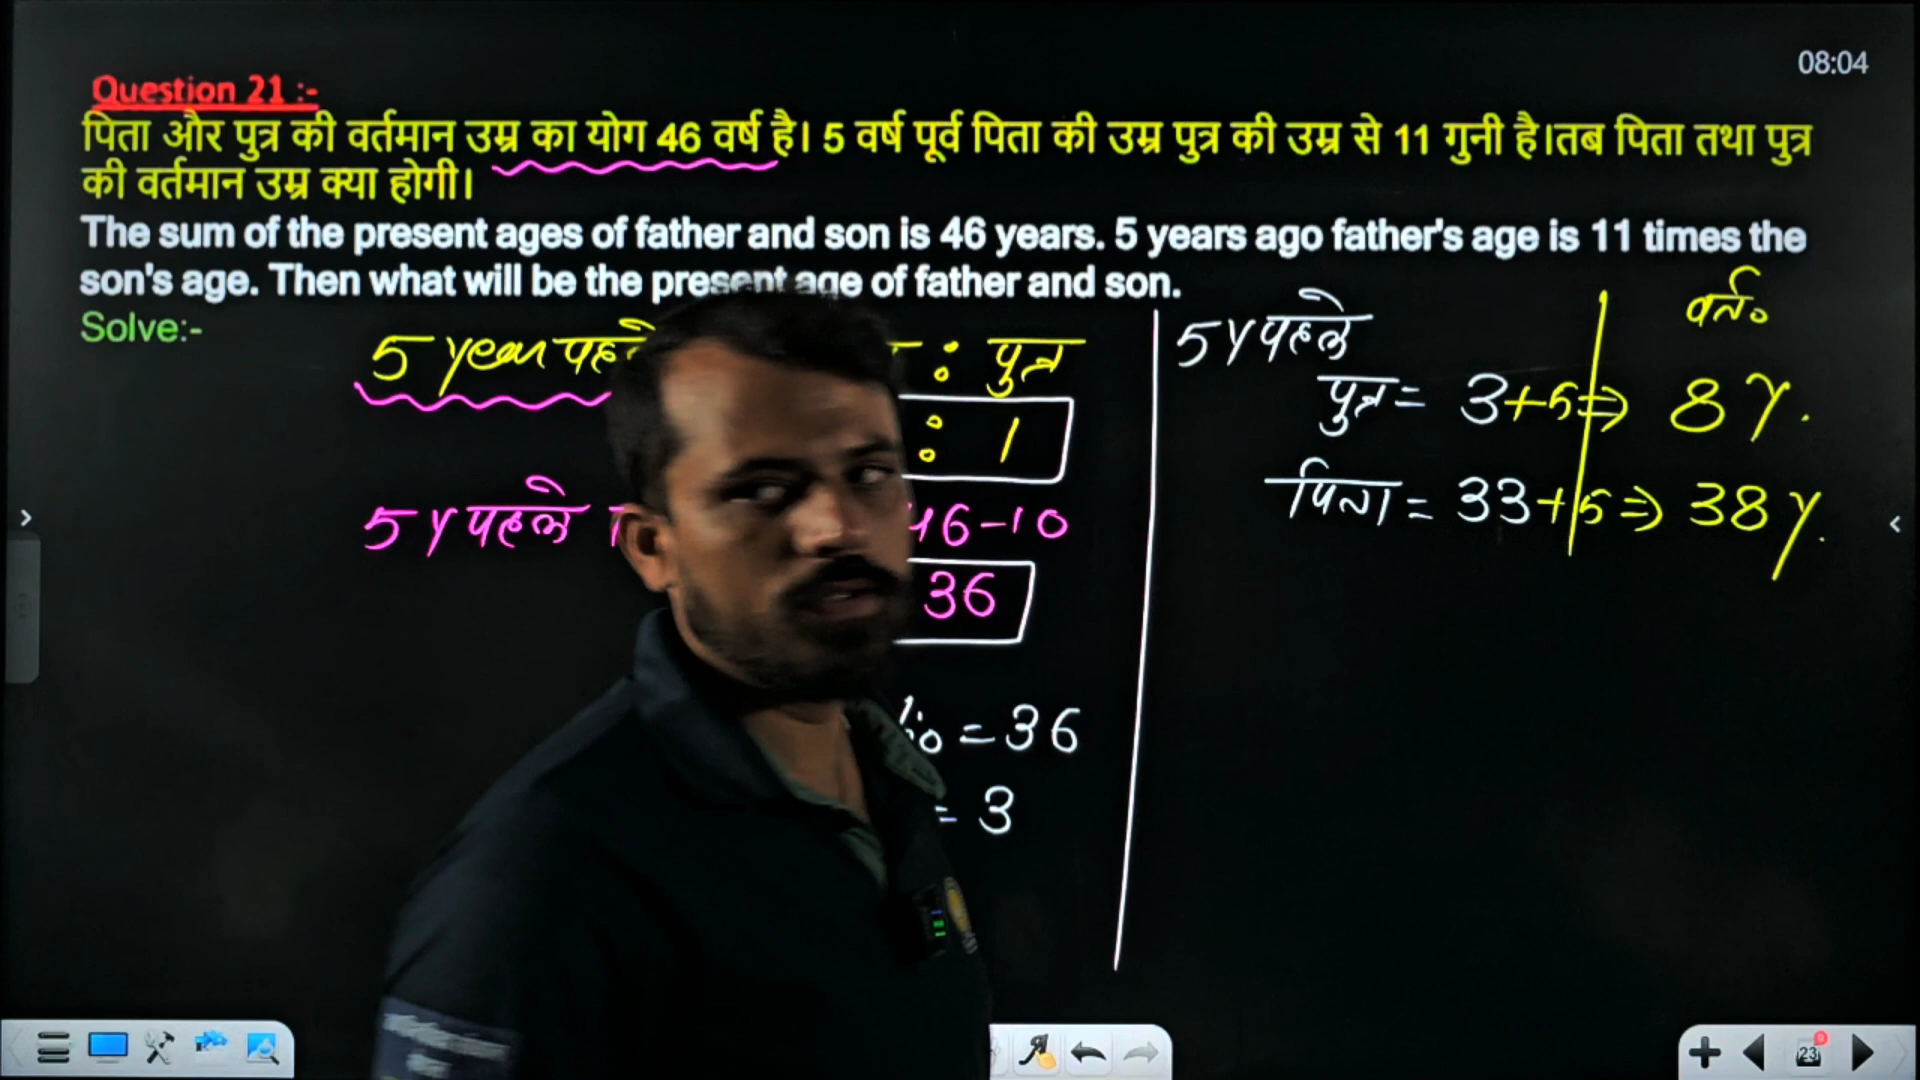 08:04
Question 21 :-
पिता और पुत्र की वर्तमान उम्र का योग 46 वर्ष है। 5 वर्ष पूर्व पिता की उम्र पुत्र की उम्र से 11 गुनी है।तब पिता तथा पुत्र
की वर्तमान उम्र क्या होगी।
The sum of the present ages of father and son is 46 years. 5 years ago father's age is 11 times the
son's age. Then what will be the present age of father and son.
Solve:-
5 year : पुत्र
: 1
5 y पहले 46-10
36
= 36
= 3
5 y पहले वर्त०
पुत्र = 3+5 ⇒ 8 y.
पिता = 33+5 ⇒ 38 y.
23